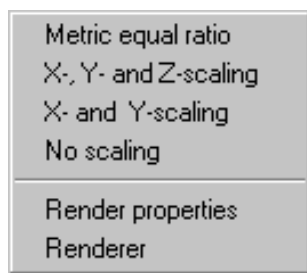 Metric equal ratio
X-, Y- and Z-scaling
X- and Y-scaling
No scaling
Render properties
Renderer